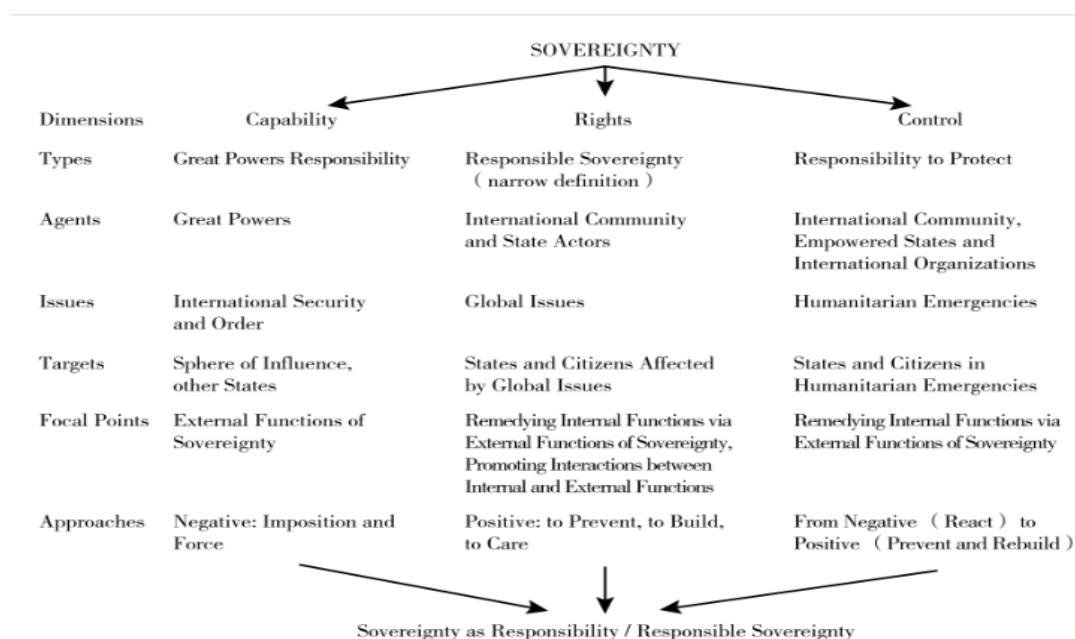 SOVEREIGNTY
Dimensions Capability Rights Control
Types Great Powers Responsibility Responsible Sovereignty Responsibility to Protect
( narrow definition )
Agents Great Powers International Community International Community,
and State Actors Empowered States and
International Organizations
Issues International Security Global Issues Humanitarian Emergencies
and Order
Targets Sphere of Influence, States and Citizens Affected States and Citizens in
other States by Global Issues Humanitarian Emergencies
Focal Points External Functions of Remedying Internal Functions via Remedying Internal Functions via
Sovereignty External Functions of Sovereignty, External Functions of Sovereignty
Promoting Interactions between
Internal and External Functions
Approaches Negative: Imposition and Positive: to Prevent, to Build, From Negative ( React ) to
Force to Care Positive ( Prevent and Rebuild )
Sovereignty as Responsibility / Responsible Sovereignty